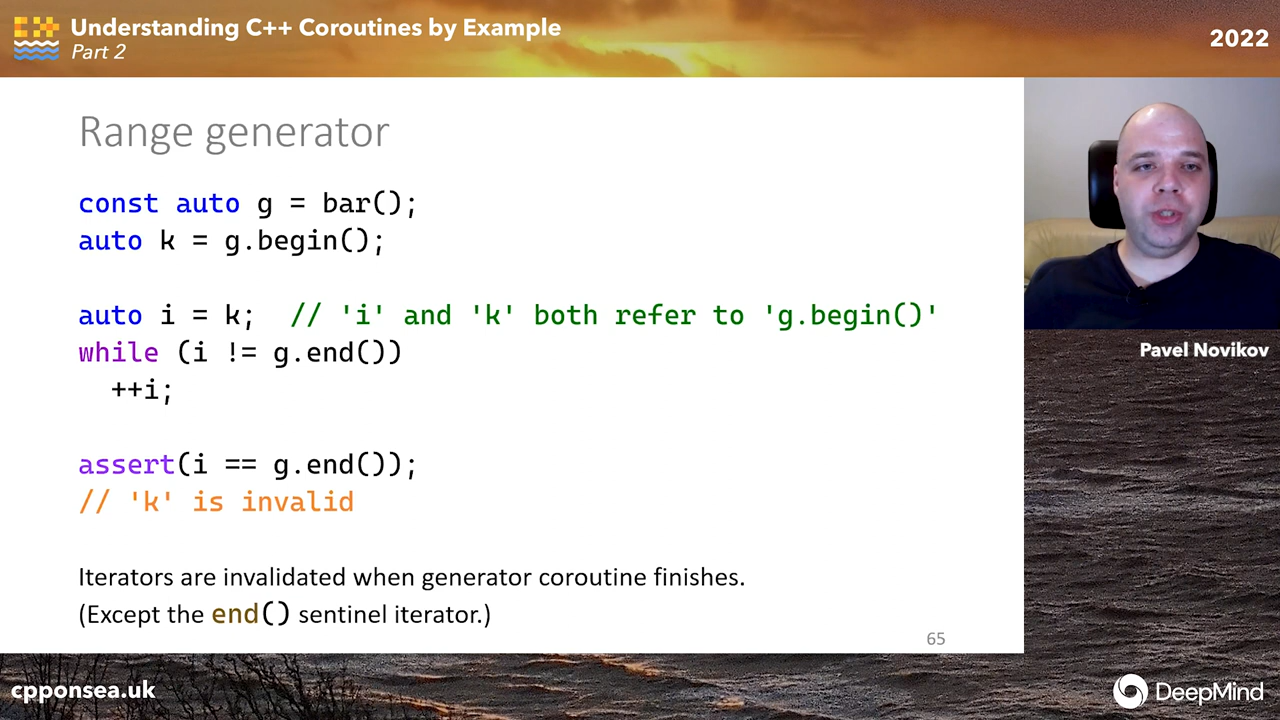 Understanding C++ Coroutines by Example
Part 2
2022
Range generator
const auto g = bar();
auto k = g.begin();
auto i = k;  // 'i' and 'k' both refer to 'g.begin()'
while (i != g.end())
  ++i;
assert(i == g.end());
// 'k' is invalid
Iterators are invalidated when generator coroutine finishes.
(Except the end() sentinel iterator.)
65
Pavel Novikov
cpponsea.uk
DeepMind